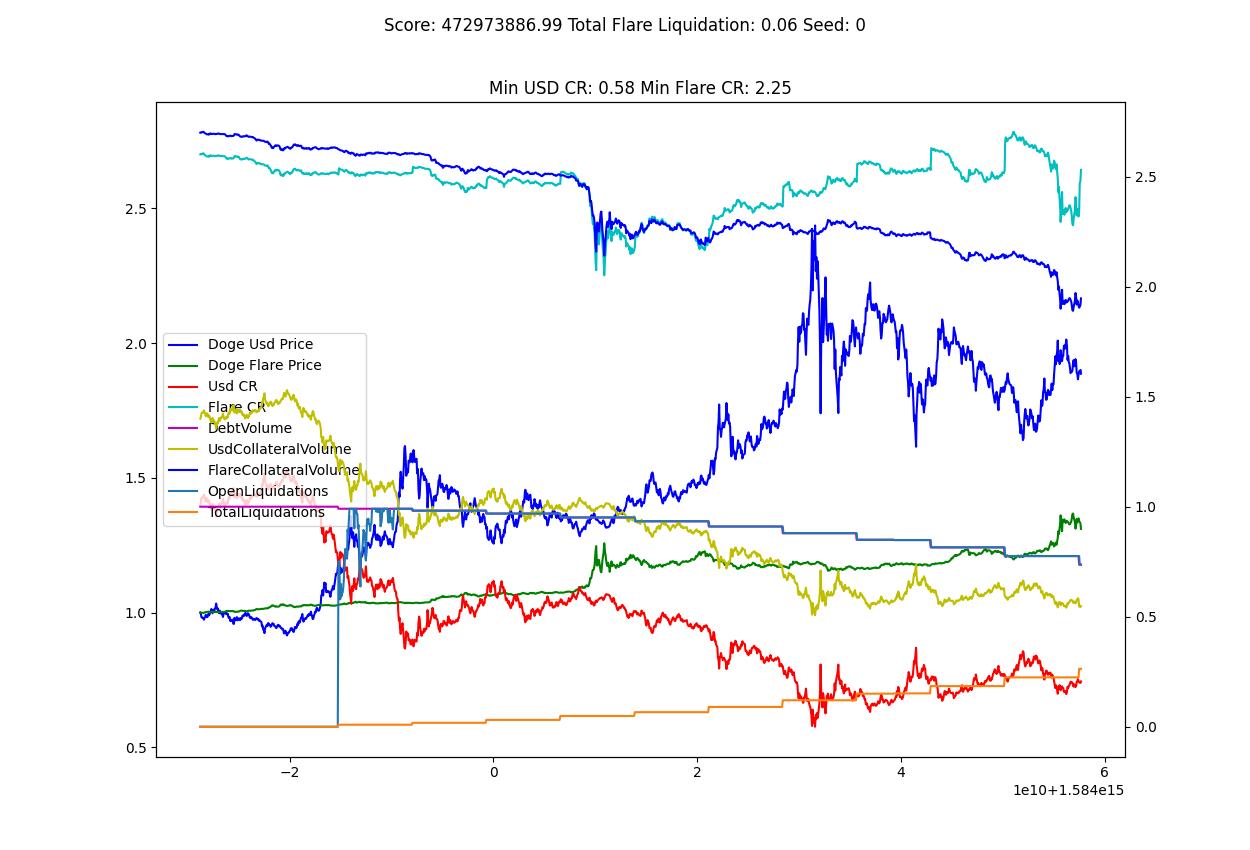 Score: 472973886.99 Total Flare Liquidation: 0.06 Seed: 0
Min USD CR: 0.58 Min Flare CR: 2.25
2.5
2.0
1.5
1.0
0.5
Doge Usd Price
Doge Flare Price
Usd CR
Flare CR
DebtVolume
UsdCollateralVolume
FlareCollateralVolume
OpenLiquidations
TotalLiquidations
2.5
2.0
1.5
1.0
0.5
0.0
−2
0
2
4
6
1e10+1.584e15